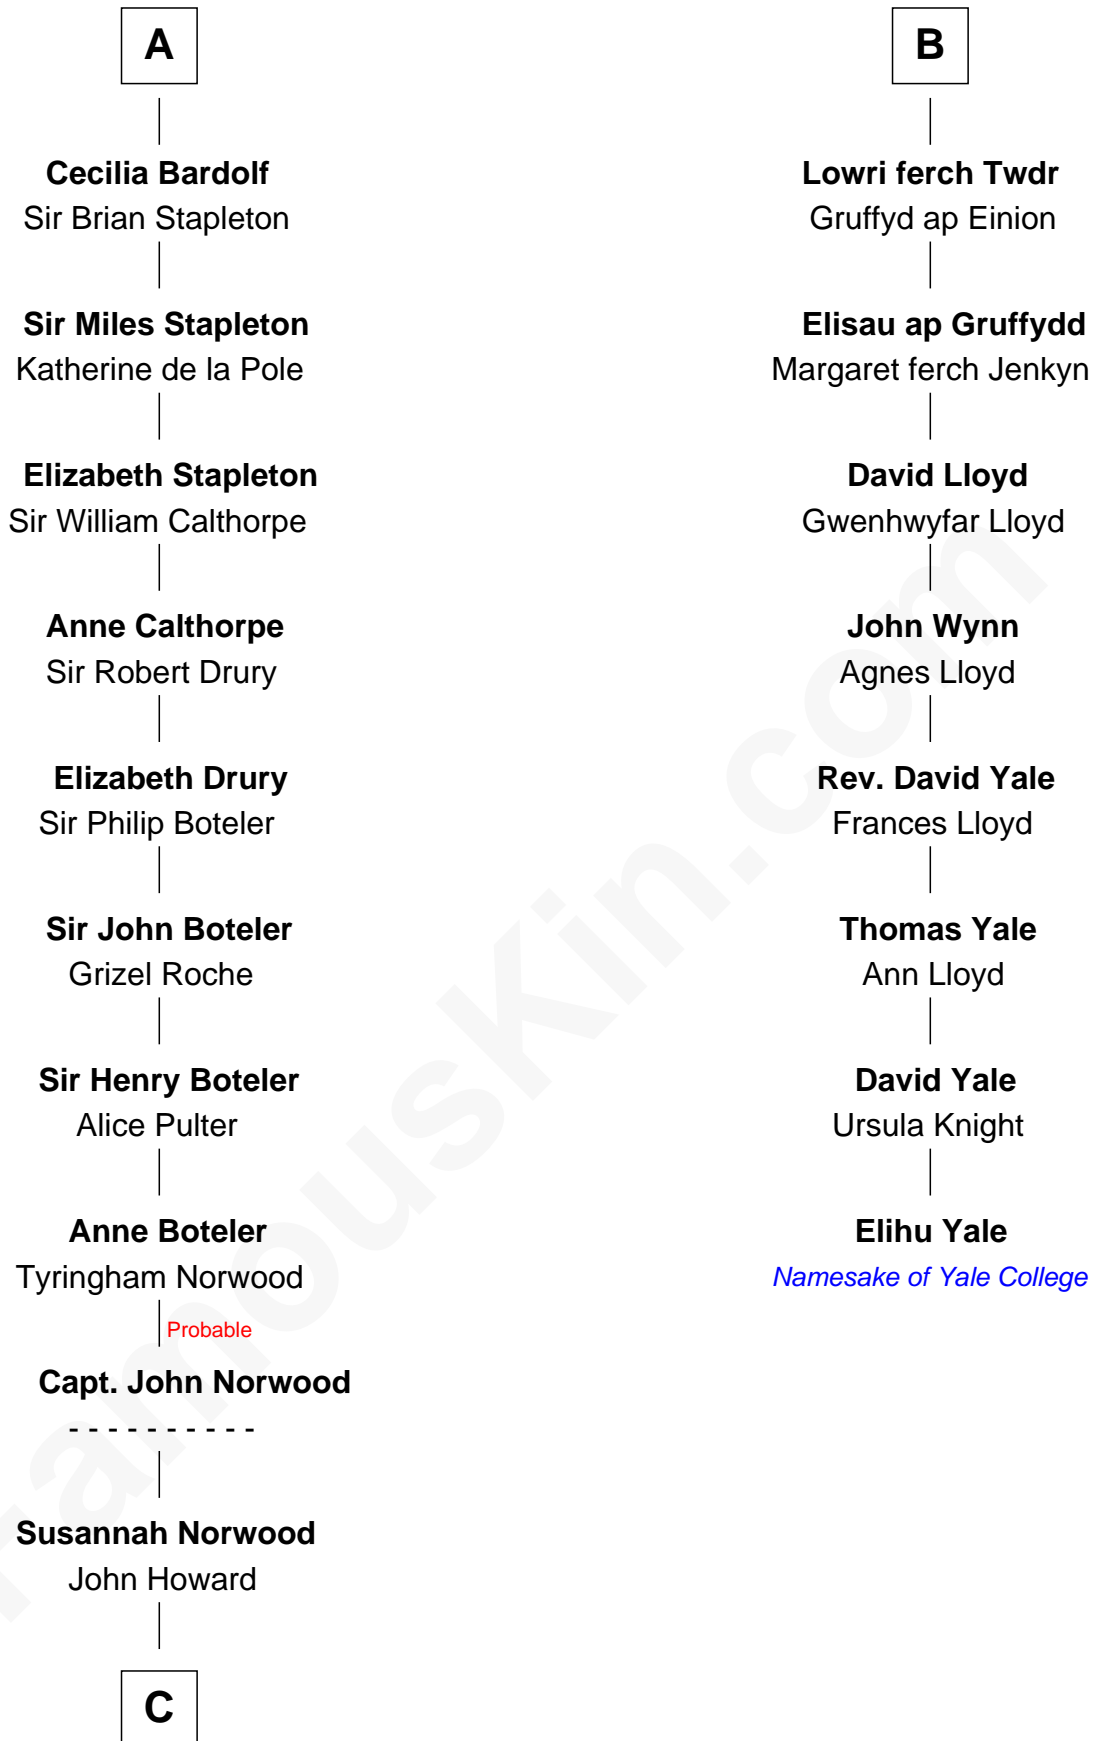 A
Cecilia Bardolf
Sir Brian Stapleton
Sir Miles Stapleton
Katherine de la Pole
Elizabeth Stapleton
Sir William Calthorpe
Anne Calthorpe
Sir Robert Drury
Elizabeth Drury
Sir Philip Boteler
Sir John Boteler
Grizel Roche
Sir Henry Boteler
Alice Pulter
Anne Boteler
Tyringham Norwood
Probable
Capt. John Norwood
- - - - - - - - - -
Susannah Norwood
John Howard
C
B
Lowri ferch Twdr
Gruffyd ap Einion
Elisau ap Gruffydd
Margaret ferch Jenkyn
David Lloyd
Gwenhwyfar Lloyd
John Wynn
Agnes Lloyd
Rev. David Yale
Frances Lloyd
Thomas Yale
Ann Lloyd
David Yale
Ursula Knight
Elihu Yale
Namesake of Yale College
FamousKin.com